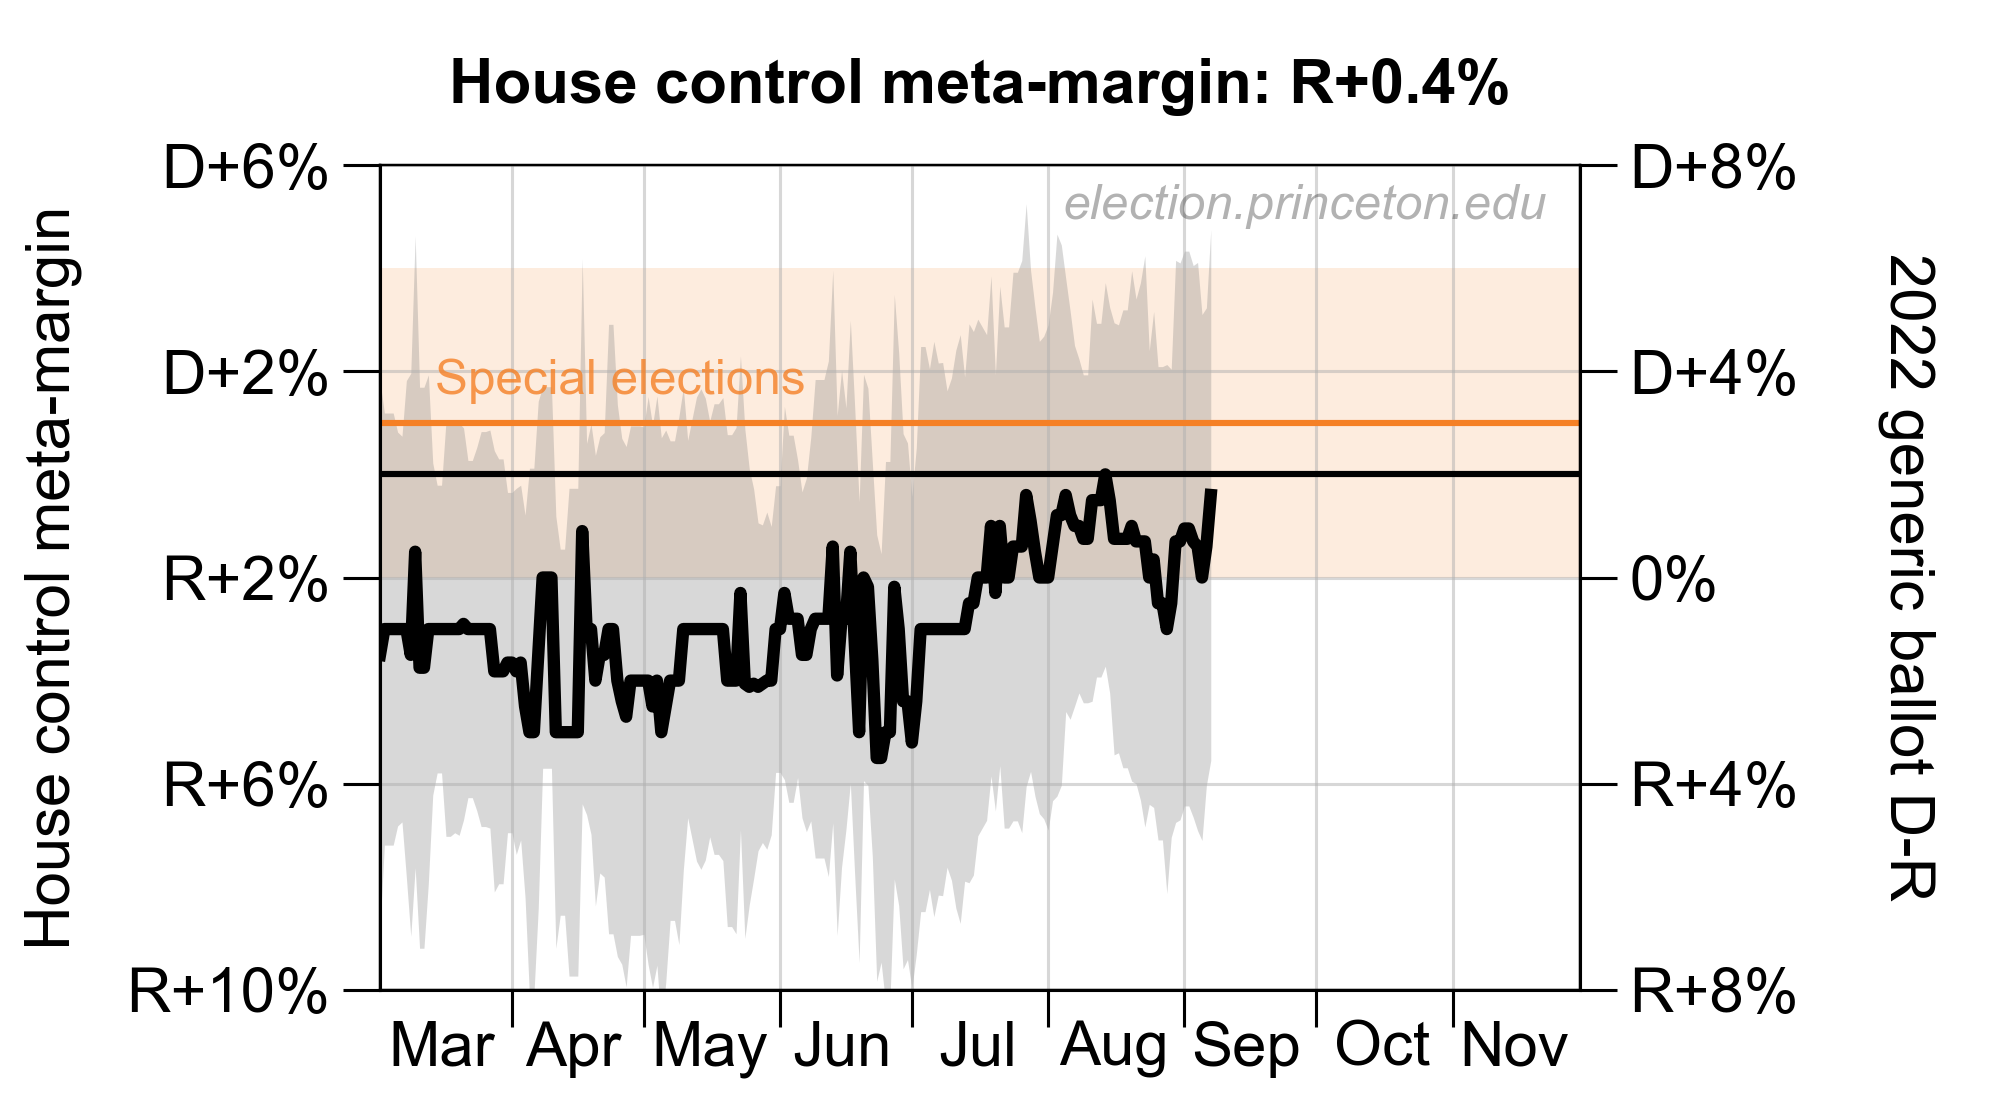 House control meta-margin: R+0.4%
House control meta-margin
D+6%
D+2%
R+2%
R+6%
R+10%
election.princeton.edu
Special elections
D+8%
D+4%
0%
R+4%
R+8%
2022 generic ballot D-R
Mar Apr May Jun Jul Aug Sep Oct Nov